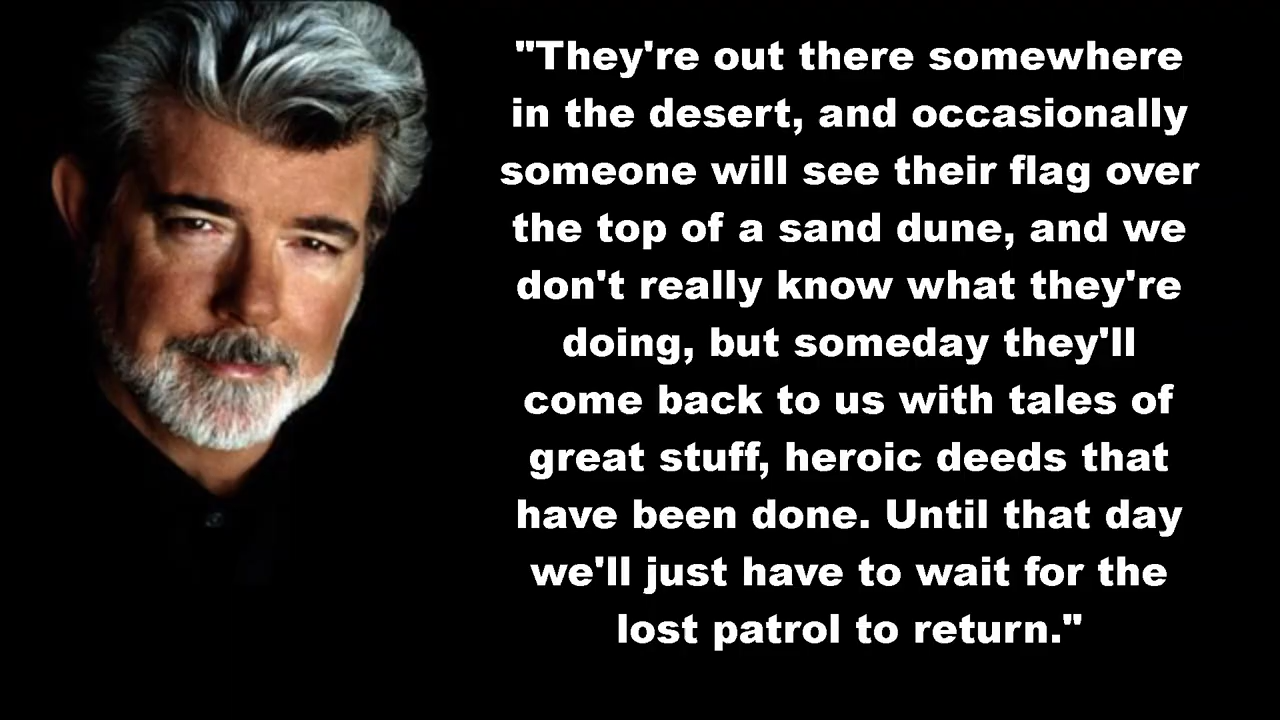 "They're out there somewhere
in the desert, and occasionally
someone will see their flag over
the top of a sand dune, and we
don't really know what they're
doing, but someday they'll
come back to us with tales of
great stuff, heroic deeds that
have been done. Until that day
we'll just have to wait for the
lost patrol to return."